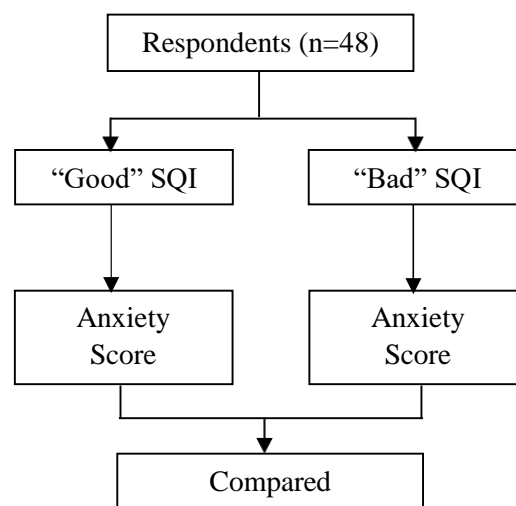 Respondents (n=48)
“Good” SQI
“Bad” SQI
Anxiety
Score
Anxiety
Score
Compared